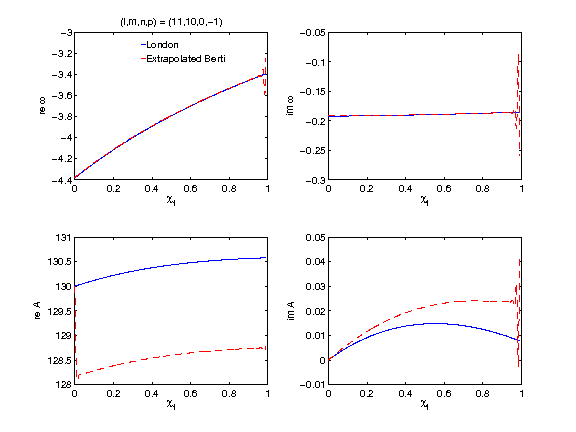 (l,m,n,p) = (11,10,0,−1)
−3
−3.2
−3.4
−3.6
−3.8
−4
−4.2
−4.4
re ω
London
Extrapolated Berti
0 0.2 0.4 0.6 0.8 1
χf
−0.05
−0.1
−0.15
−0.2
−0.25
−0.3
im ω
0 0.2 0.4 0.6 0.8 1
χf
131
130.5
130
129.5
129
128.5
128
re A
0 0.2 0.4 0.6 0.8 1
χf
0.05
0.04
0.03
0.02
0.01
0
−0.01
im A
0 0.2 0.4 0.6 0.8 1
χf